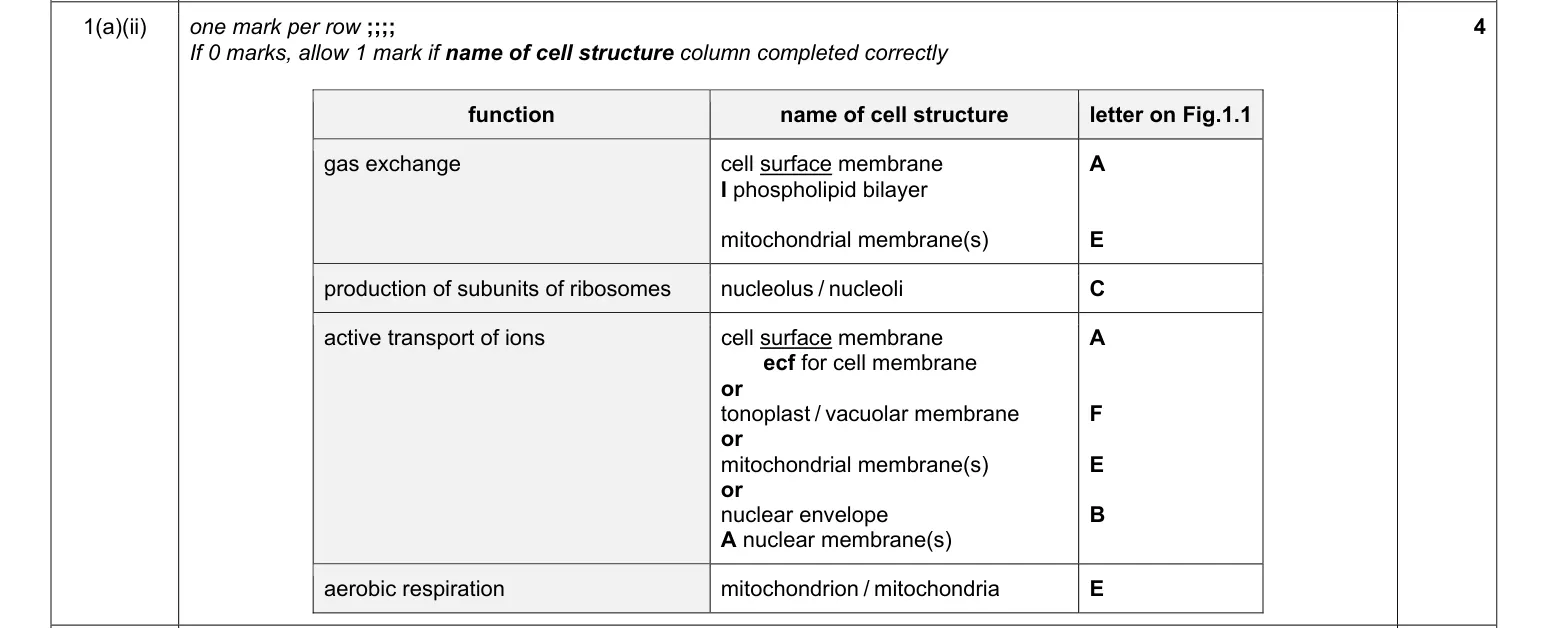 1(a)(ii)
one mark per row ;;;;
4
If 0 marks, allow 1 mark if name of cell structure column completed correctly
function
name of cell structure
letter on Fig.1.1
gas exchange
cell surface membrane
A
I phospholipid bilayer
mitochondrial membrane(s)
E
production of subunits of ribosomes
nucleolus / nucleoli
C
active transport of ions
cell surface membrane
A
ecf for cell membrane
or
tonoplast / vacuolar membrane
F
or
mitochondrial membrane(s)
E
or
nuclear envelope
B
A nuclear membrane(s)
aerobic respiration
mitochondrion / mitochondria
E